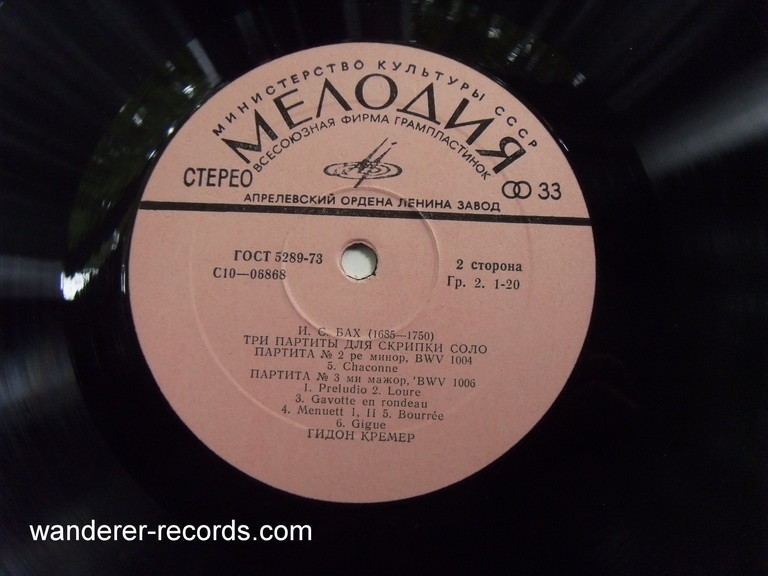 МИНИСТЕРСТВО КУЛЬТУРЫ СССР
МЕЛОДИЯ
ВСЕСОЮЗНАЯ ФИРМА ГРАМПЛАСТИНОК
СТЕРЕО
33
АПРЕЛЕВСКИЙ ОРДЕНА ЛЕНИНА ЗАВОД
ГОСТ 5289-73
С10—06868
2 сторона
Гр. 2. 1-20
И. С. БАХ (1685—1750)
ТРИ ПАРТИТЫ ДЛЯ СКРИПКИ СОЛО
ПАРТИТА № 2 ре минор, BWV 1004
5. Chaconne
ПАРТИТА № 3 ми мажор, BWV 1006
1. Preludio 2. Loure
3. Gavotte en rondeau
4. Menuett I, II 5. Bourrée
6. Gigue
ГИДОН КРЕМЕР
wanderer-records.com